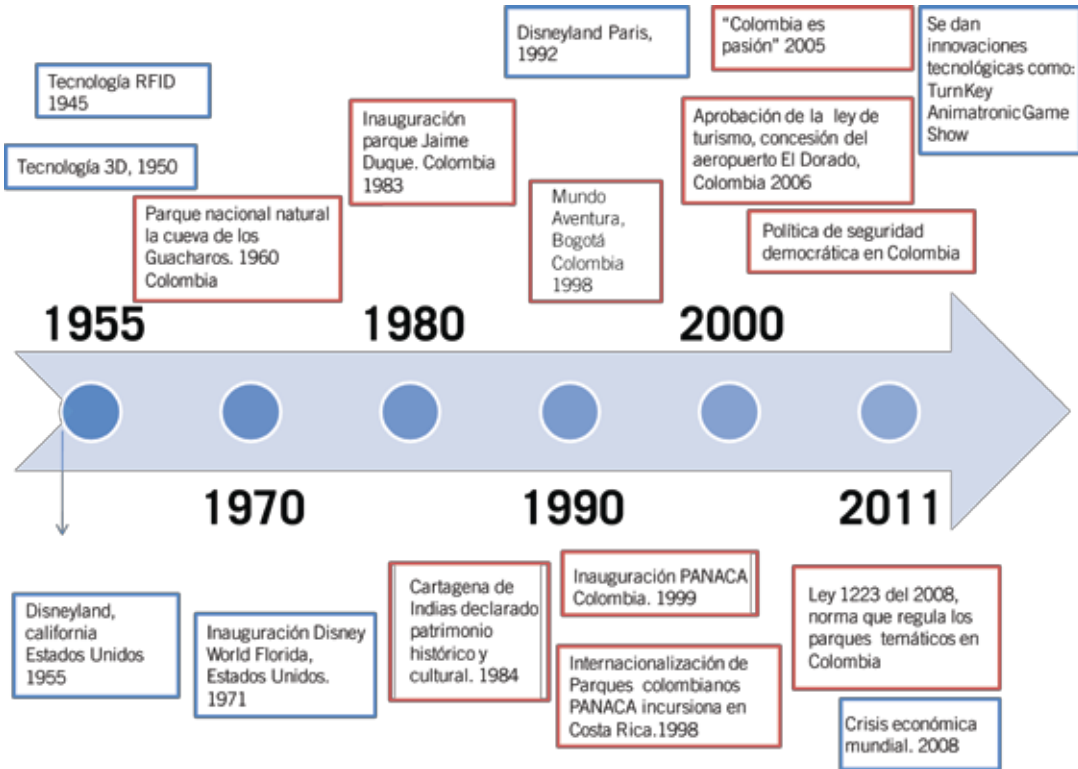 Tecnología RFID
1945
Tecnología 3D, 1950
Parque nacional natural
la cueva de los
Guacharos. 1960
Colombia
Inauguración
parque Jaime
Duque. Colombia
1983
Disneyland Paris,
1992
Mundo
Aventura,
Bogotá
Colombia
1998
"Colombia es
pasión" 2005
Aprobación de la ley de
turismo, concesión del
aeropuerto El Dorado,
Colombia 2006
Política de seguridad
democrática en Colombia
Se dan
innovaciones
tecnológicas como:
TurnKey
Animatronic Game
Show
1955
1980
2000
1970
1990
2011
Disneyland,
california
Estados Unidos
1955
Inauguración Disney
World Florida,
Estados Unidos.
1971
Cartagena de
Indias declarado
patrimonio
histórico y
cultural. 1984
Inauguración PANACA
Colombia. 1999
Internacionalización de
Parques colombianos
PANACA incursiona en
Costa Rica.1998
Ley 1223 del 2008,
norma que regula los
parques temáticos en
Colombia
Crisis económica
mundial. 2008